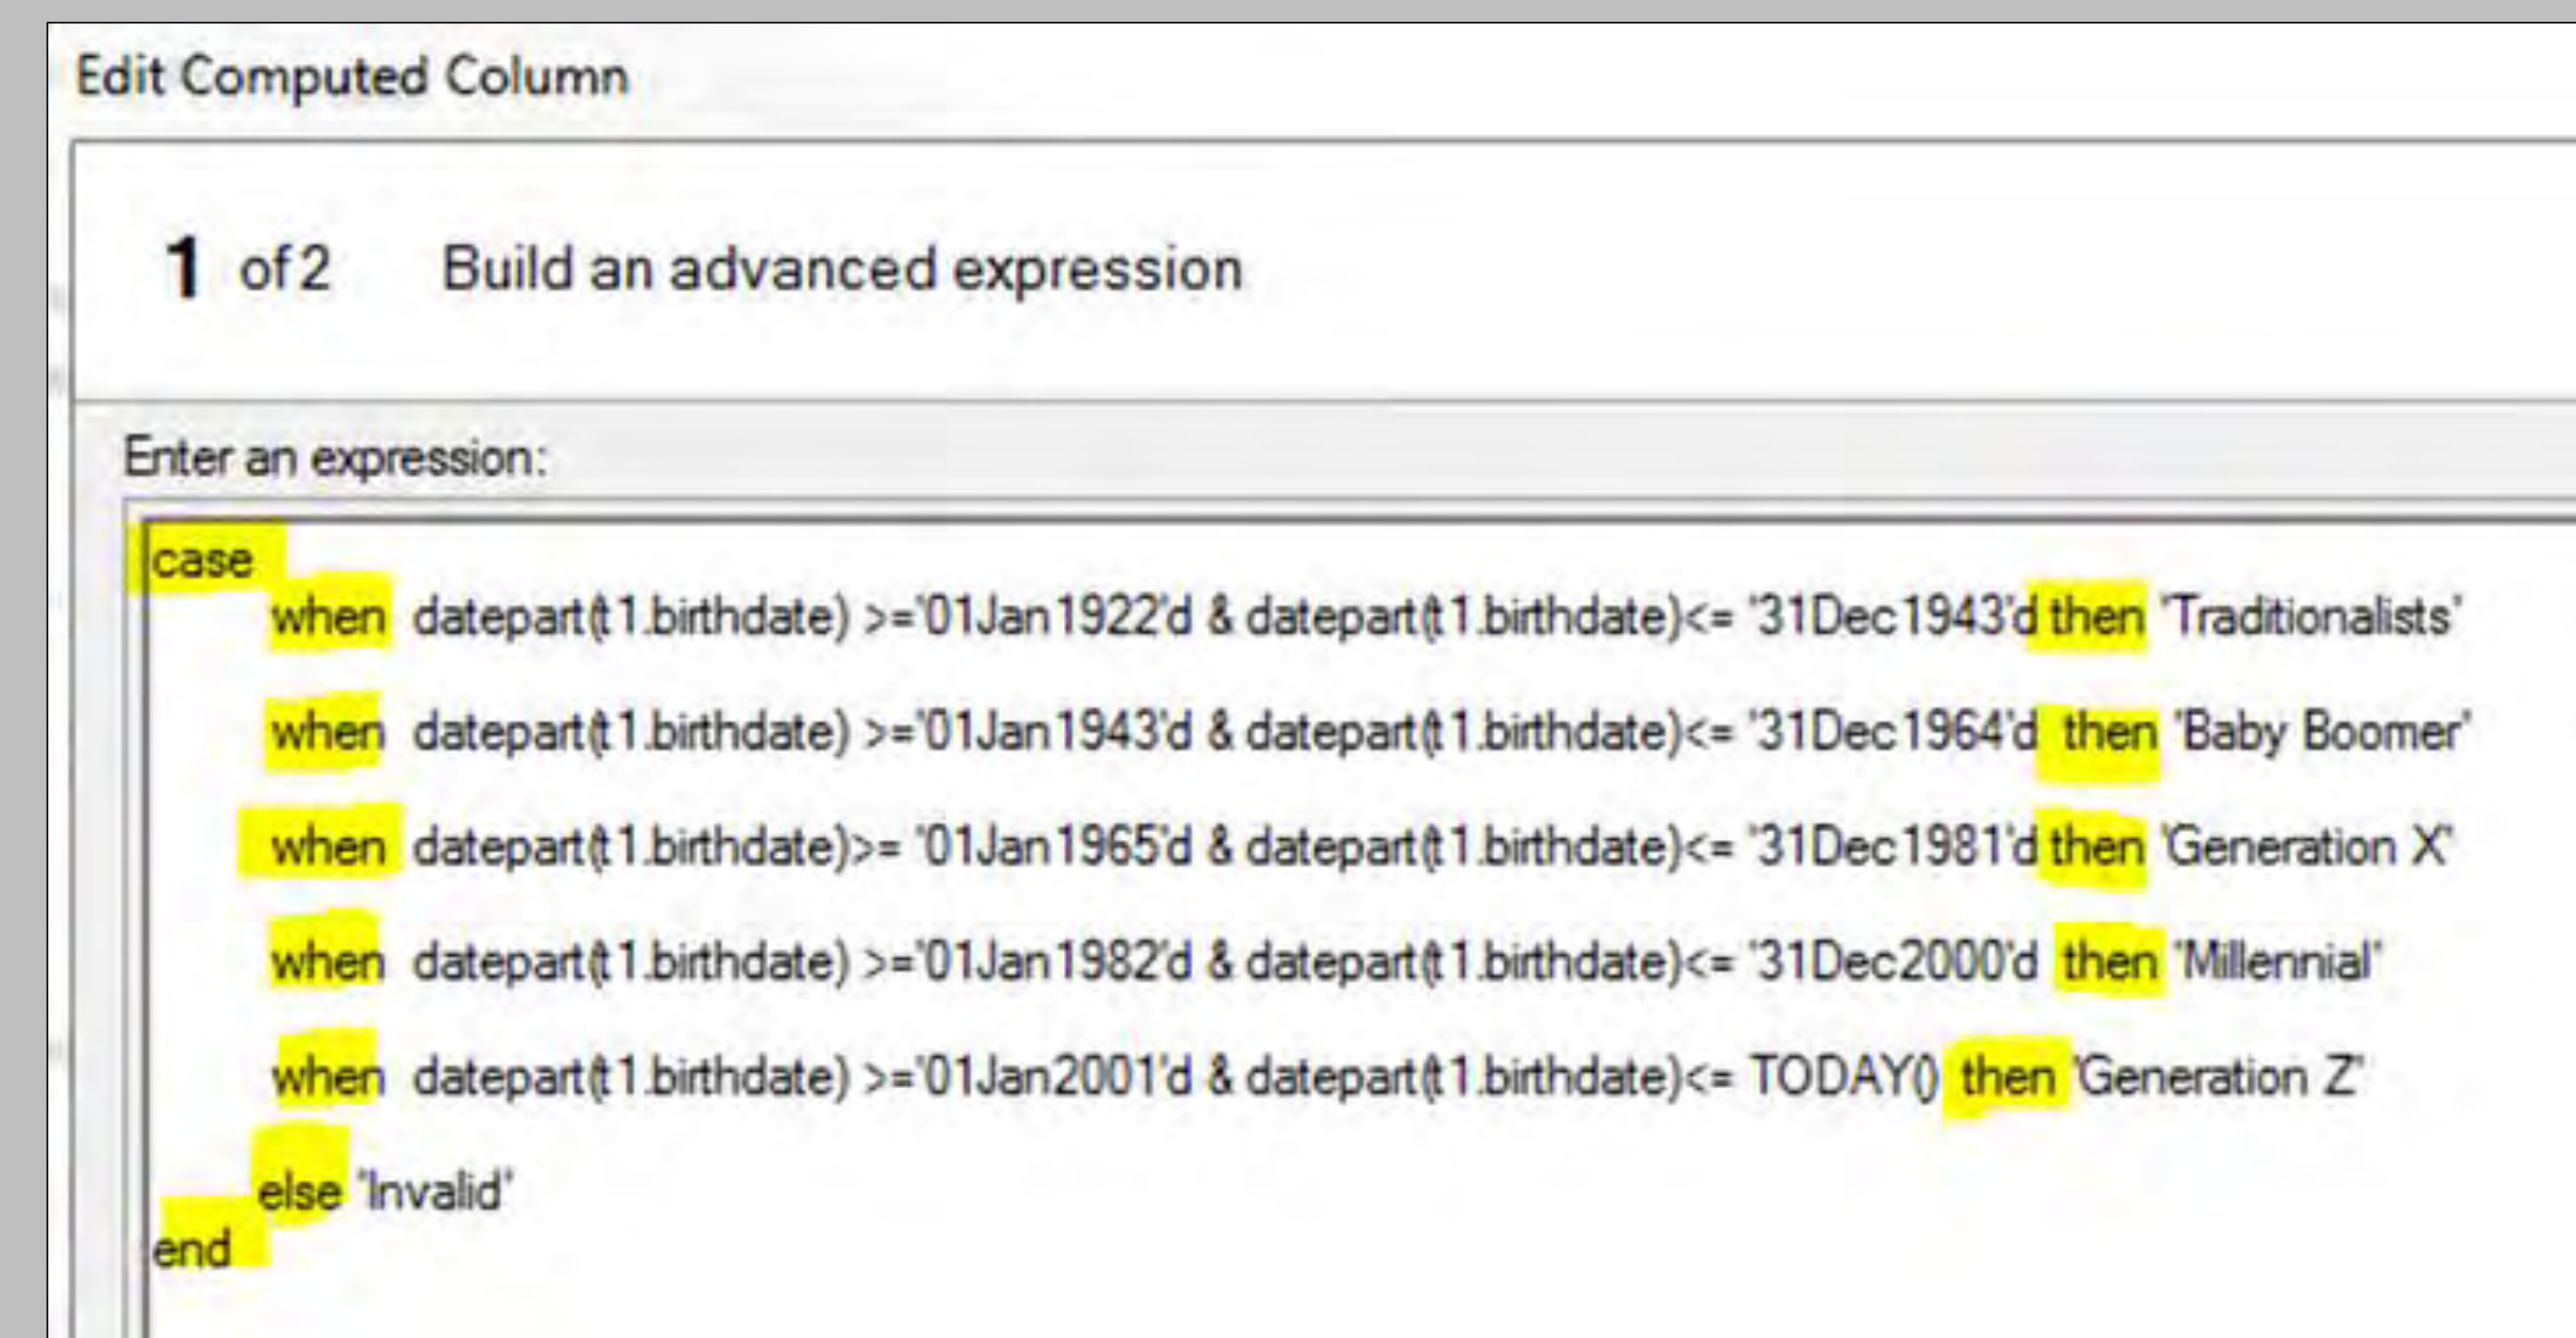 Edit Computed Column
1 of 2 Build an advanced expression
Enter an expression:
case
when datepart(t1.birthdate) >='01Jan1922'd & datepart(t1.birthdate)<= '31Dec1943'd then 'Traditionalists'
when datepart(t1.birthdate) >='01Jan1943'd & datepart(t1.birthdate)<= '31Dec1964'd then 'Baby Boomer'
when datepart(t1.birthdate)>= '01Jan1965'd & datepart(t1.birthdate)<= '31Dec1981'd then 'Generation X'
when datepart(t1.birthdate) >='01Jan1982'd & datepart(t1.birthdate)<= '31Dec2000'd then 'Millennial'
when datepart(t1.birthdate) >='01Jan2001'd & datepart(t1.birthdate)<= TODAY() then 'Generation Z'
else 'Invalid'
end